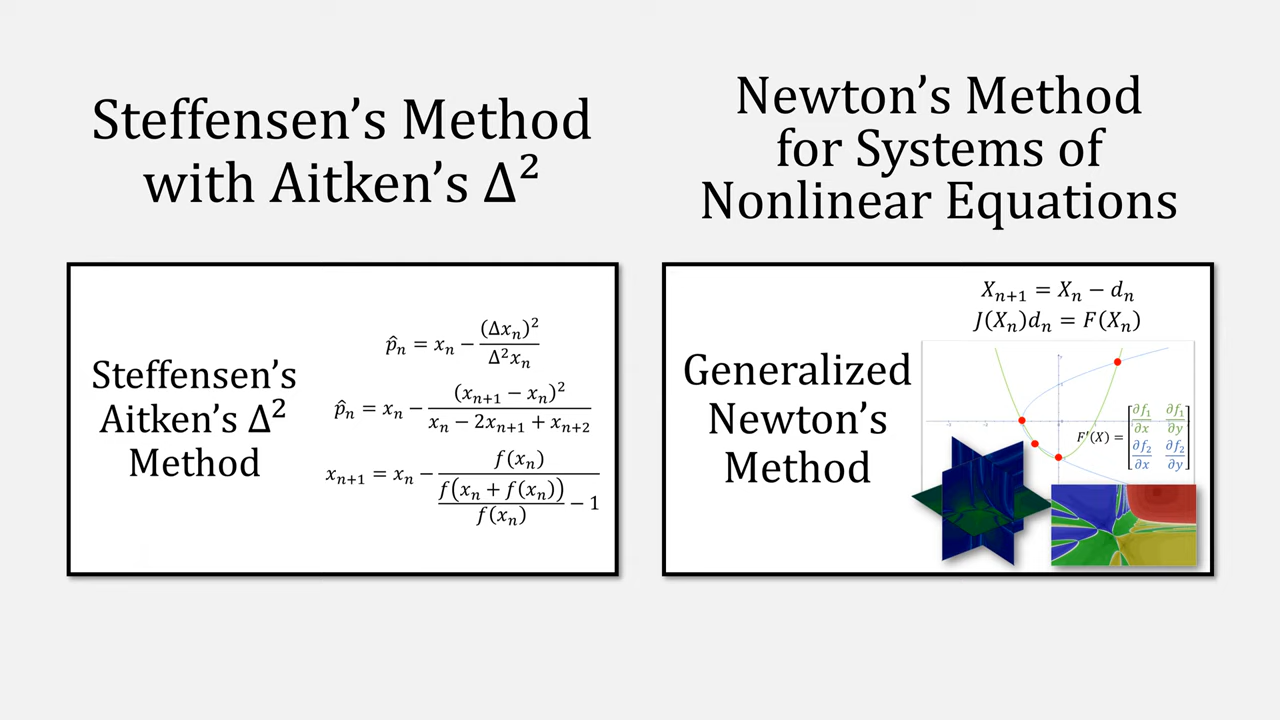 Steffensen’s Method
with Aitken’s Δ²
Newton’s Method
for Systems of
Nonlinear Equations
Steffensen’s
Aitken’s Δ²
Method
p̂ₙ = xₙ − (Δxₙ)² / Δ²xₙ
p̂ₙ = xₙ − (xₙ₊₁ − xₙ)² / (xₙ − 2xₙ₊₁ + xₙ₊₂)
xₙ₊₁ = xₙ − f(xₙ) / (f(xₙ + f(xₙ)) / f(xₙ) − 1)
Generalized
Newton’s
Method
Xₙ₊₁ = Xₙ − dₙ
J(Xₙ)dₙ = F(Xₙ)
F′(X) = [∂f₁/∂x ∂f₁/∂y
∂f₂/∂x ∂f₂/∂y]